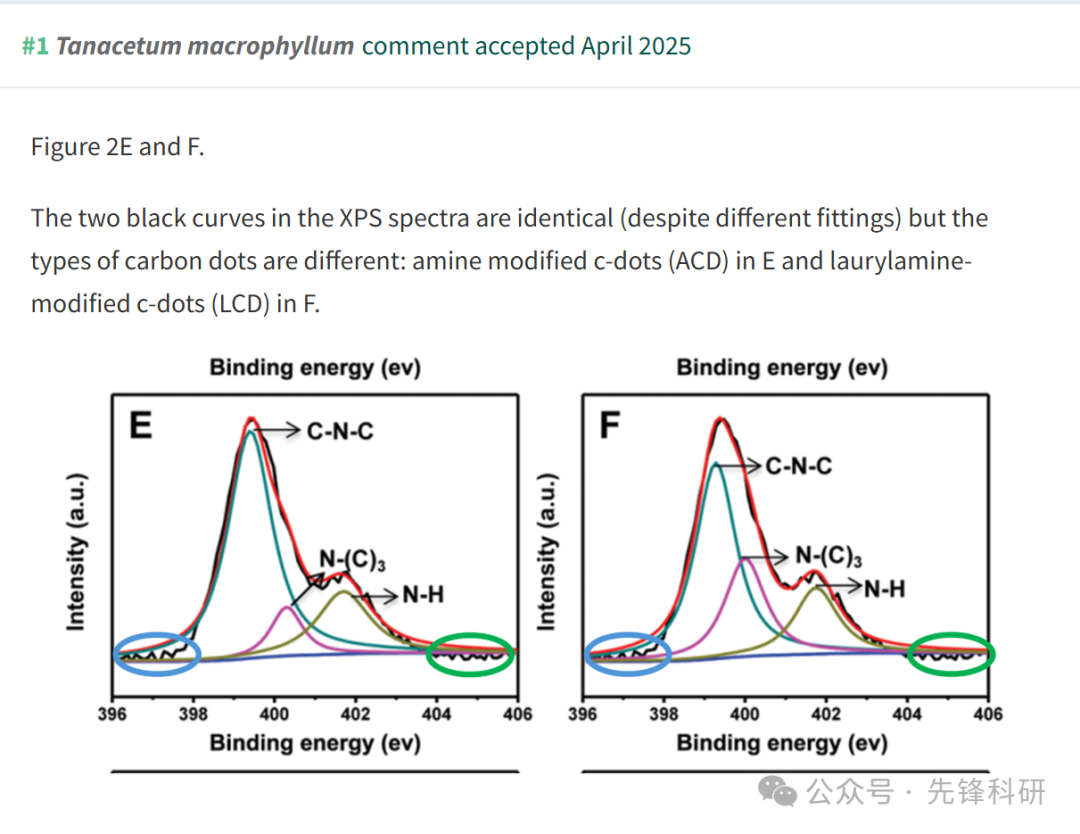 #1 Tanacetum macrophyllum comment accepted April 2025
Figure 2E and F.
The two black curves in the XPS spectra are identical (despite different fittings) but the
types of carbon dots are different: amine modified c-dots (ACD) in E and laurylamine-
modified c-dots (LCD) in F.
Binding energy (ev)
E
C-N-C
N-(C)₃
N-H
Intensity (a.u.)
396 398 400 402 404 406
Binding energy (ev)
Binding energy (ev)
F
C-N-C
N-(C)₃
N-H
Intensity (a.u.)
396 398 400 402 404 406
Binding energy (ev)
公众号 · 先锋科研